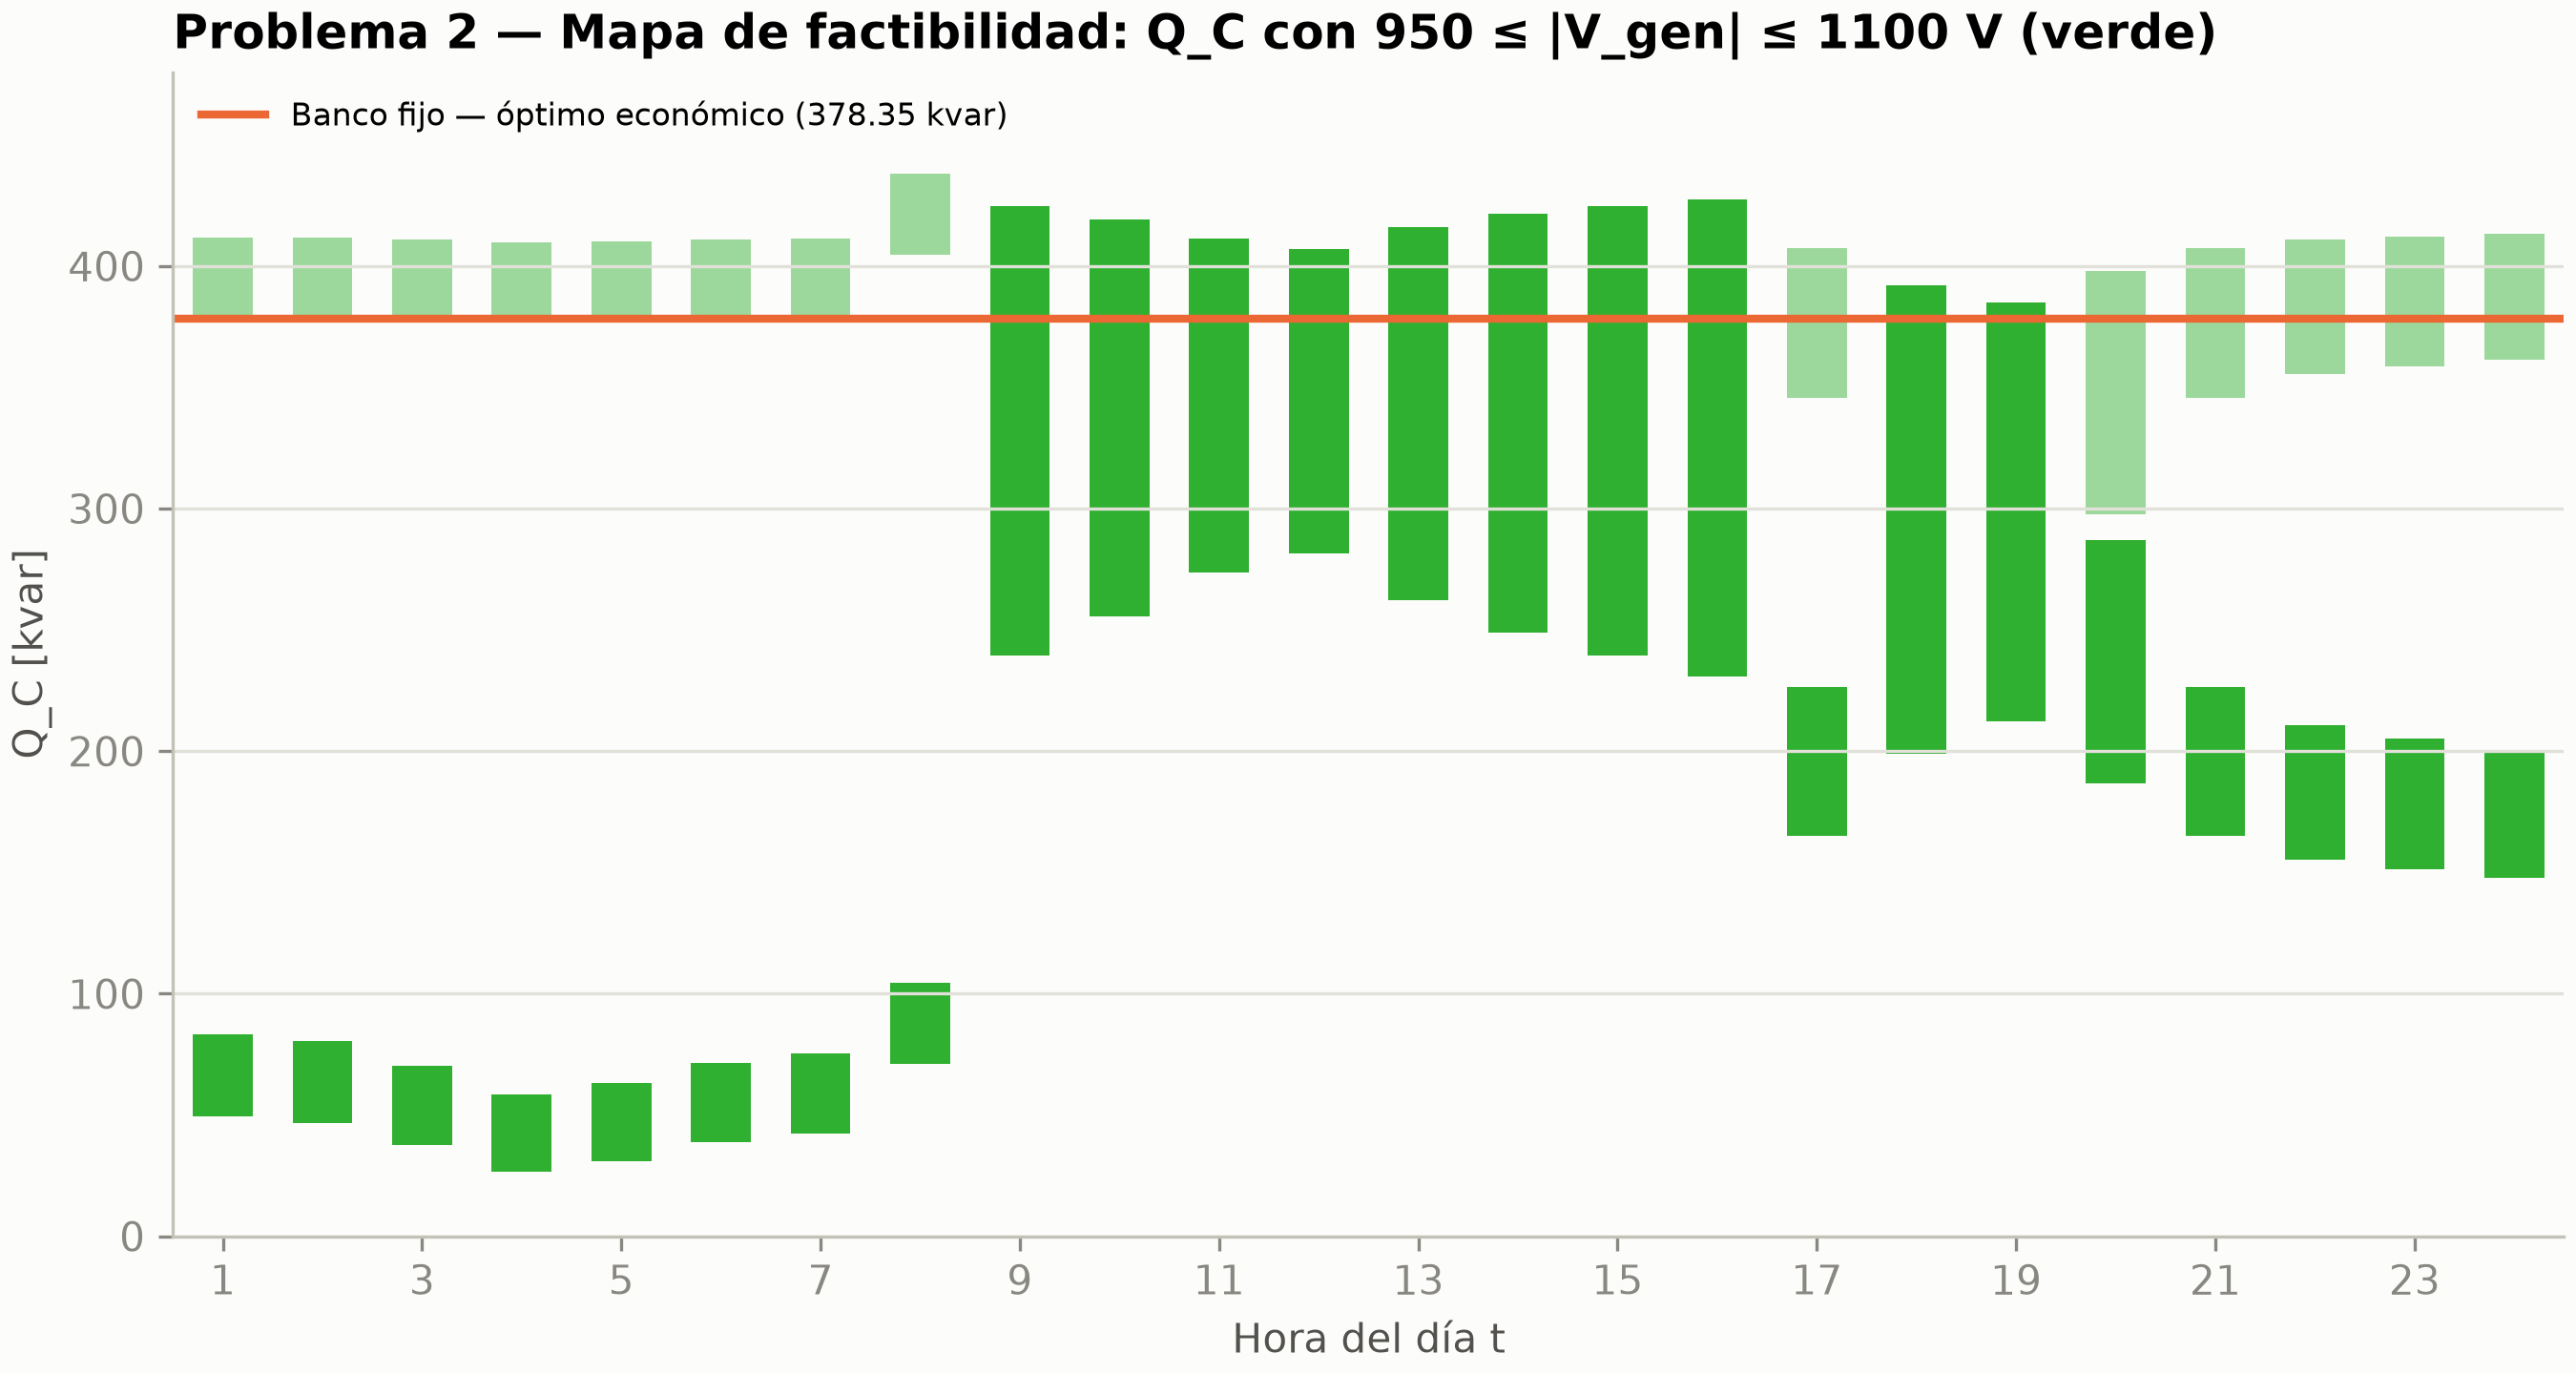 Problema 2 — Mapa de factibilidad: Q_C con 950 ≤ |V_gen| ≤ 1100 V (verde)
Banco fijo — óptimo económico (378.35 kvar)
Q_C [kvar]
400
300
200
100
0
1 3 5 7 9 11 13 15 17 19 21 23
Hora del día t